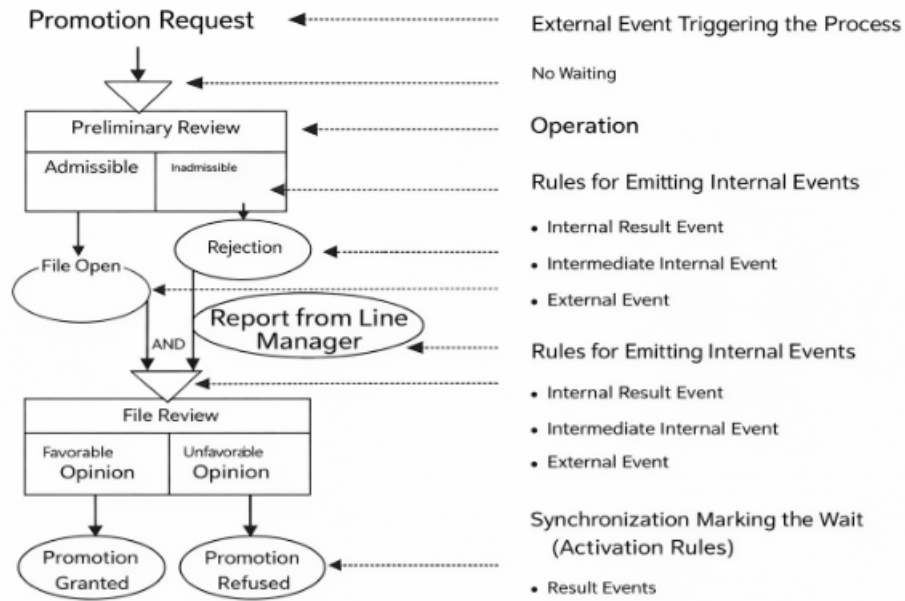 Promotion Request
External Event Triggering the Process
No Waiting
Preliminary Review
Operation
Admissible
Inadmissible
Rules for Emitting Internal Events
• Internal Result Event
Rejection
File Open
• Intermediate Internal Event
• External Event
Report from Line
Manager
AND
Rules for Emitting Internal Events
• Internal Result Event
File Review
• Intermediate Internal Event
Favorable
Opinion
Unfavorable
Opinion
• External Event
Synchronization Marking the Wait
(Activation Rules)
Promotion
Granted
Promotion
Refused
• Result Events